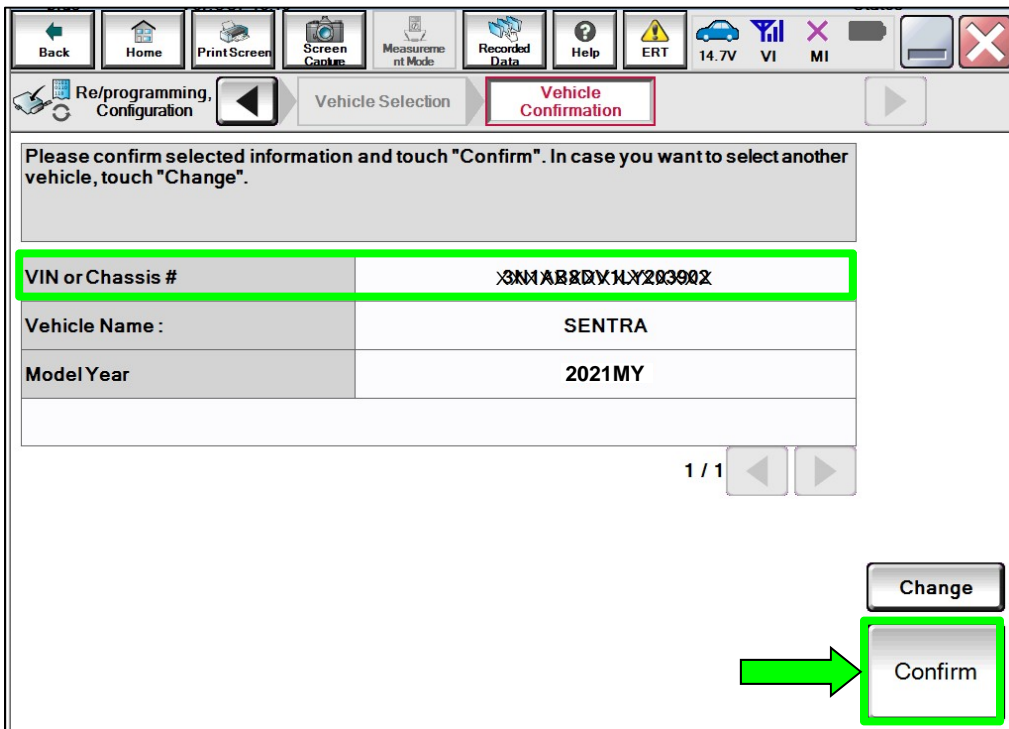 Back
Home
Print Screen
Screen Capture
Measureme nt Mode
Recorded Data
Help
ERT
14.7V
VI
MI
Re/programming, Configuration
Vehicle Selection
Vehicle Confirmation
Please confirm selected information and touch "Confirm". In case you want to select another
vehicle, touch "Change".
VIN or Chassis #
Vehicle Name :
SENTRA
Model Year
2021MY
1 / 1
Change
Confirm